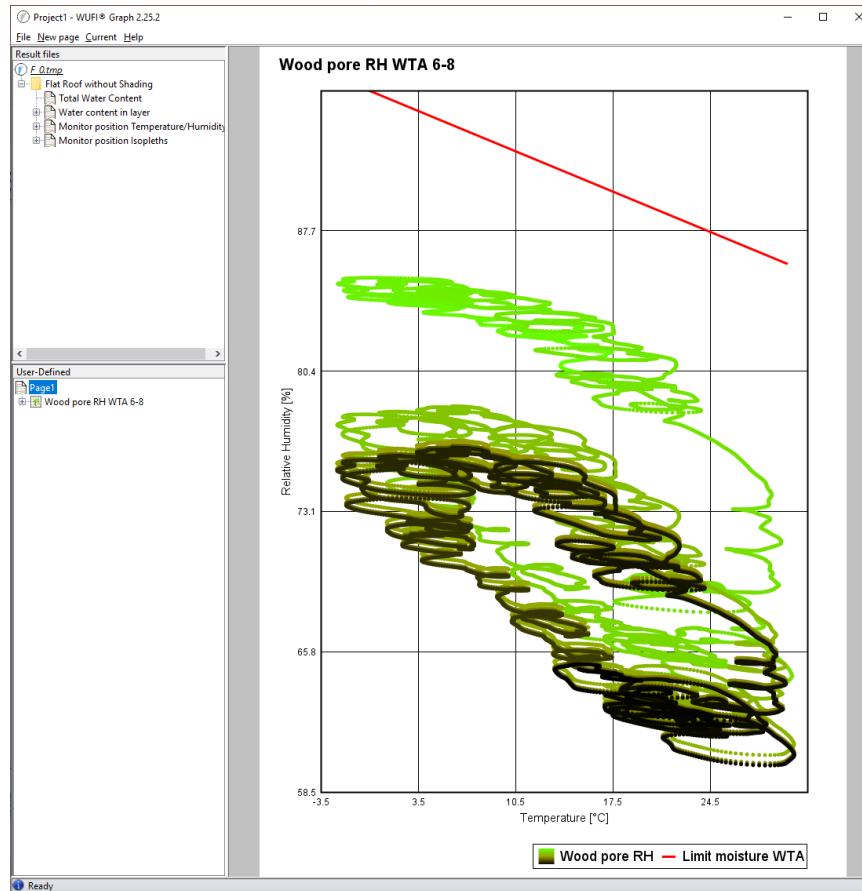 Project1 - WUFI® Graph 2.25.2
File New page Current Help
Result files
F_0.tmp
Flat Roof without Shading
Total Water Content
Water content in layer
Monitor position Temperature/Humidity
Monitor position Isopleths
User-Defined
Page1
Wood pore RH WTA 6-8
Wood pore RH WTA 6-8
87.7
80.4
73.1
65.8
58.5
Relative Humidity [%]
-3.5 3.5 10.5 17.5 24.5
Temperature [°C]
Wood pore RH Limit moisture WTA
Ready